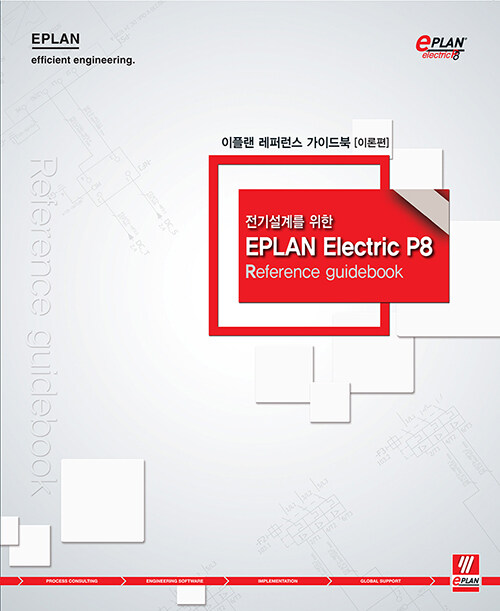 EPLAN
efficient engineering.
ePLAN
electric P8
이플랜 레퍼런스 가이드북 [이론편]
전기설계를 위한
EPLAN Electric P8
Reference guidebook
Reference guidebook
PROCESS CONSULTING
ENGINEERING SOFTWARE
IMPLEMENTATION
GLOBAL SUPPORT
ePLAN